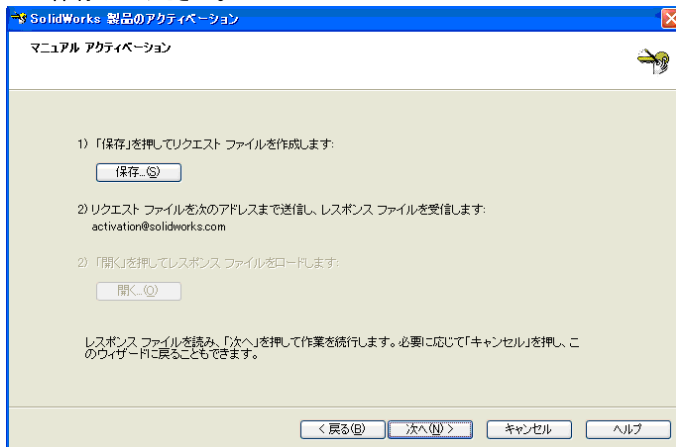 SolidWorks 製品のアクティベーション
マニュアル アクティベーション
1) 「保存」を押してリクエスト ファイルを作成します:
保存...(S)
2) リクエスト ファイルを次のアドレスまで送信し、レスポンス ファイルを受信します:
activation@solidworks.com
2) 「開く」を押してレスポンス ファイルをロードします:
開く...(O)
レスポンス ファイルを読み、「次へ」を押して作業を続行します。必要に応じて「キャンセル」を押し、こ
のウィザードに戻ることもできます。
< 戻る(B) 次へ(N) > キャンセル ヘルプ